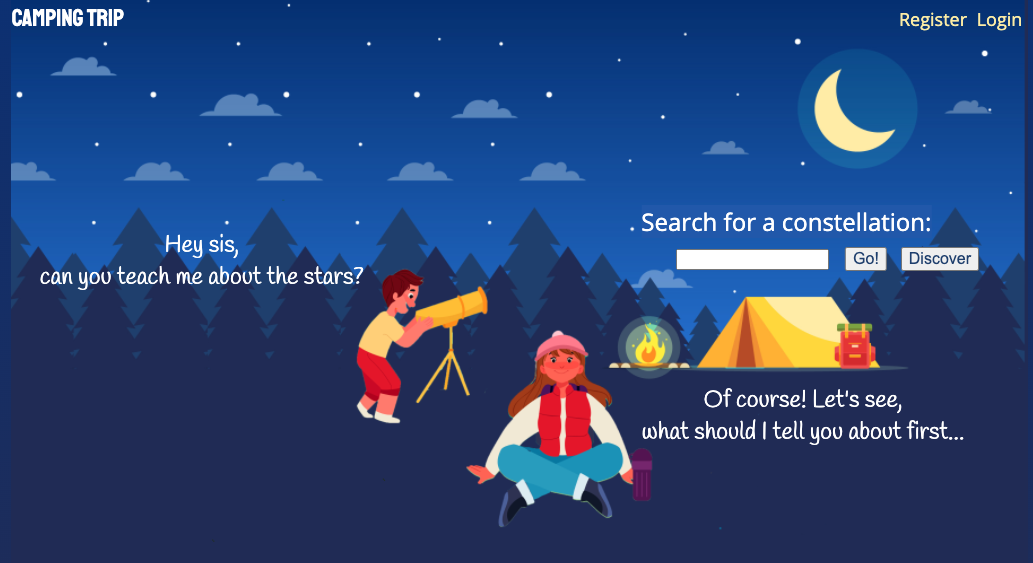 CAMPING TRIP
Register Login
Search for a constellation:
Go! Discover
Hey sis,
can you teach me about the stars?
Of course! Let's see,
what should I tell you about first...